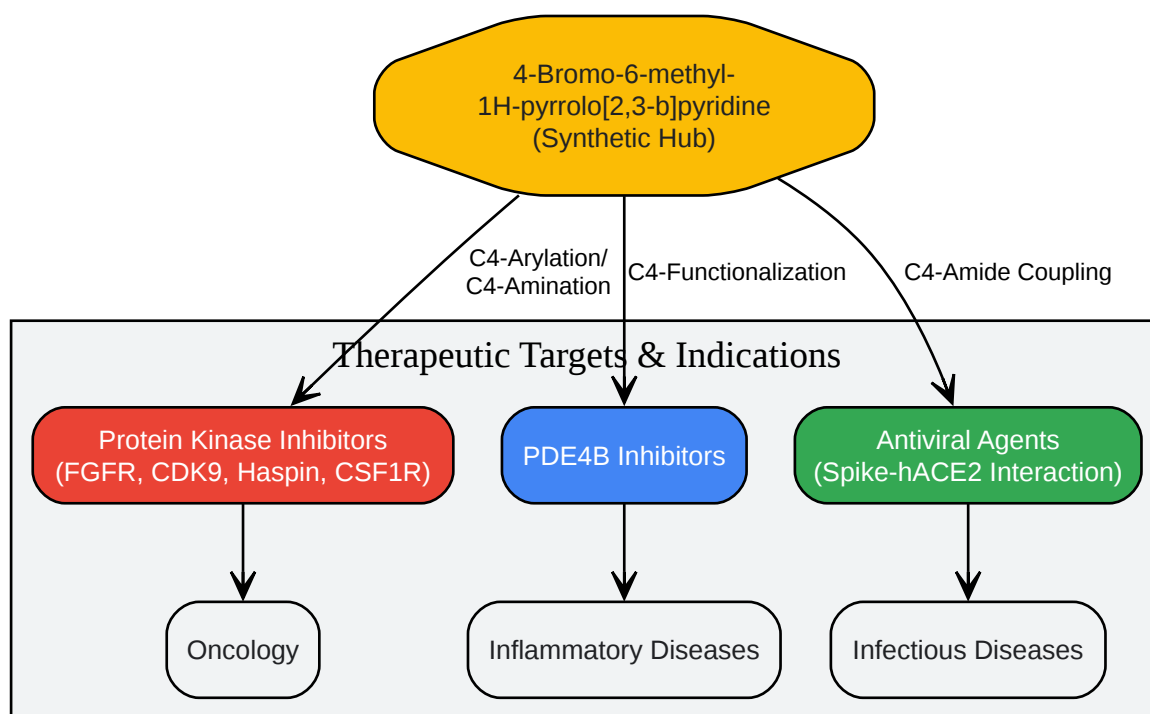 4-Bromo-6-methyl-
1H-pyrrolo[2,3-b]pyridine
(Synthetic Hub)
C4-Arylation/
C4-Amination
C4-Functionalization
C4-Amide Coupling
Therapeutic Targets & Indications
Protein Kinase Inhibitors
(FGFR, CDK9, Haspin, CSF1R)
PDE4B Inhibitors
Antiviral Agents
(Spike-hACE2 Interaction)
Oncology
Inflammatory Diseases
Infectious Diseases